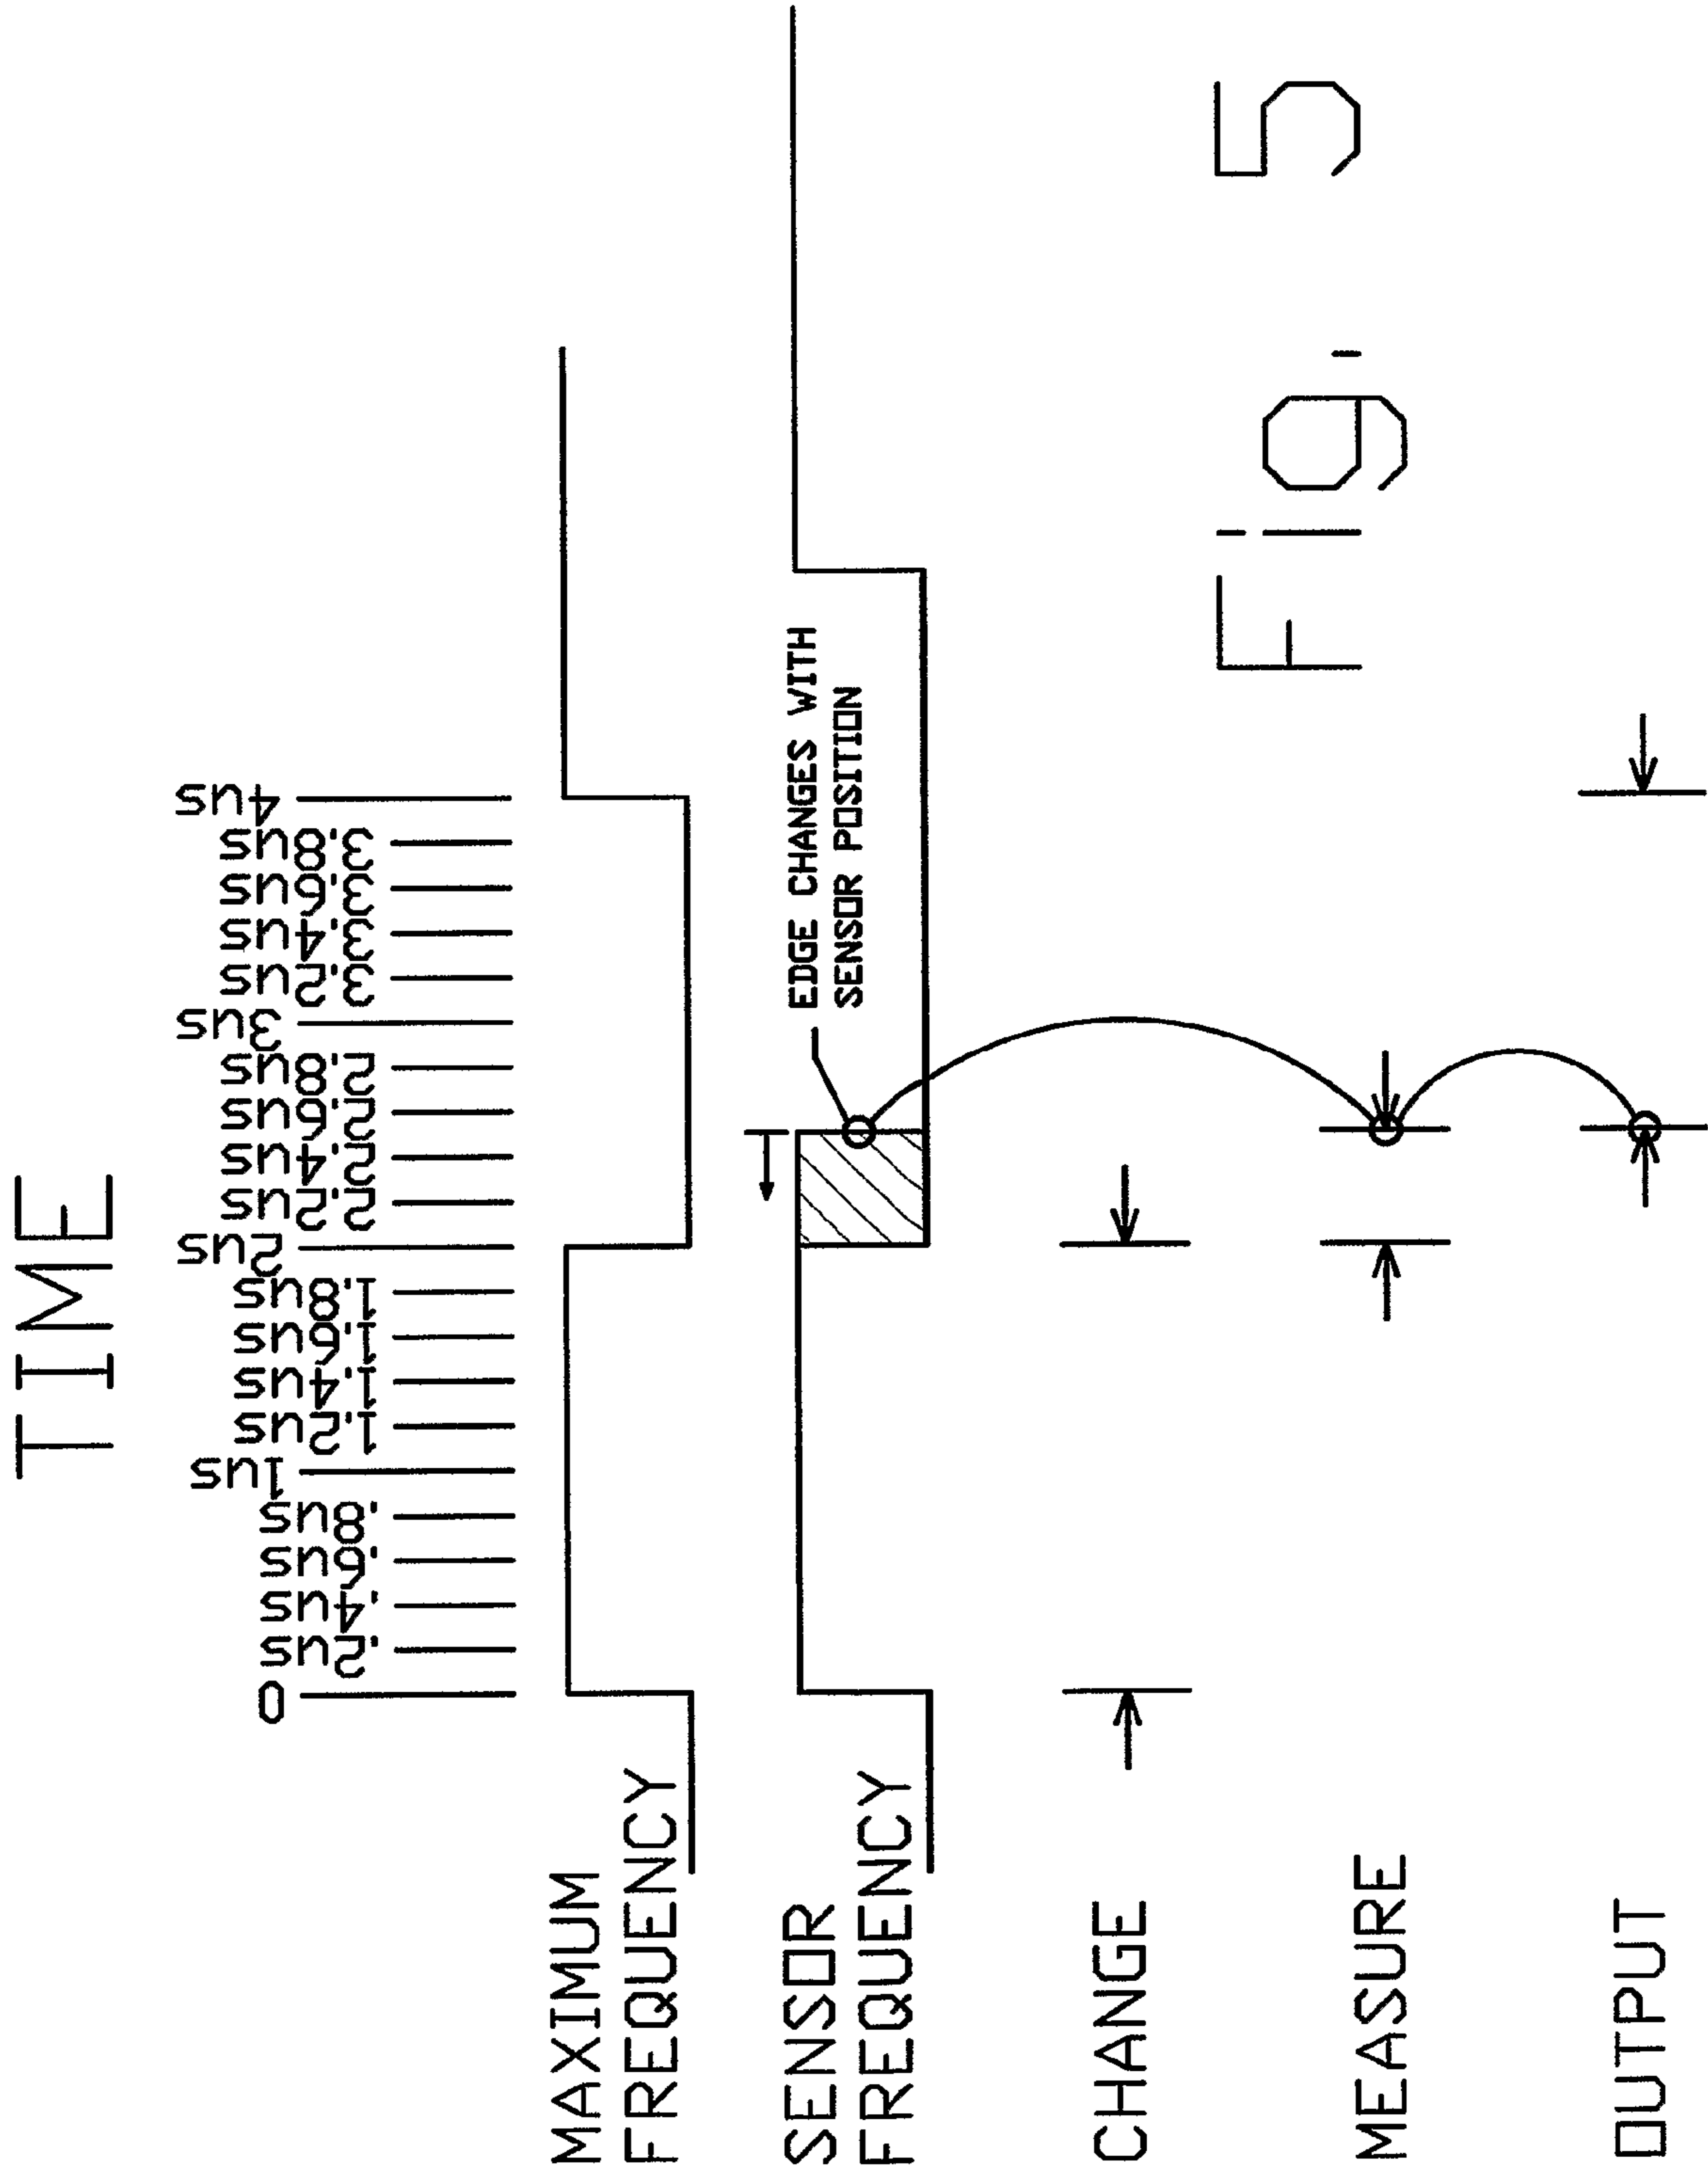 TIME
0
.2us
.4us
.6us
.8us
1us
1.2us
1.4us
1.6us
1.8us
2us
2.2us
2.4us
2.6us
2.8us
3us
3.2us
3.4us
3.6us
3.8us
4us
MAXIMUM
FREQUENCY
SENSOR
FREQUENCY
EDGE CHANGES WITH
SENSOR POSITION
CHANGE
MEASURE
OUTPUT
Fig. 5